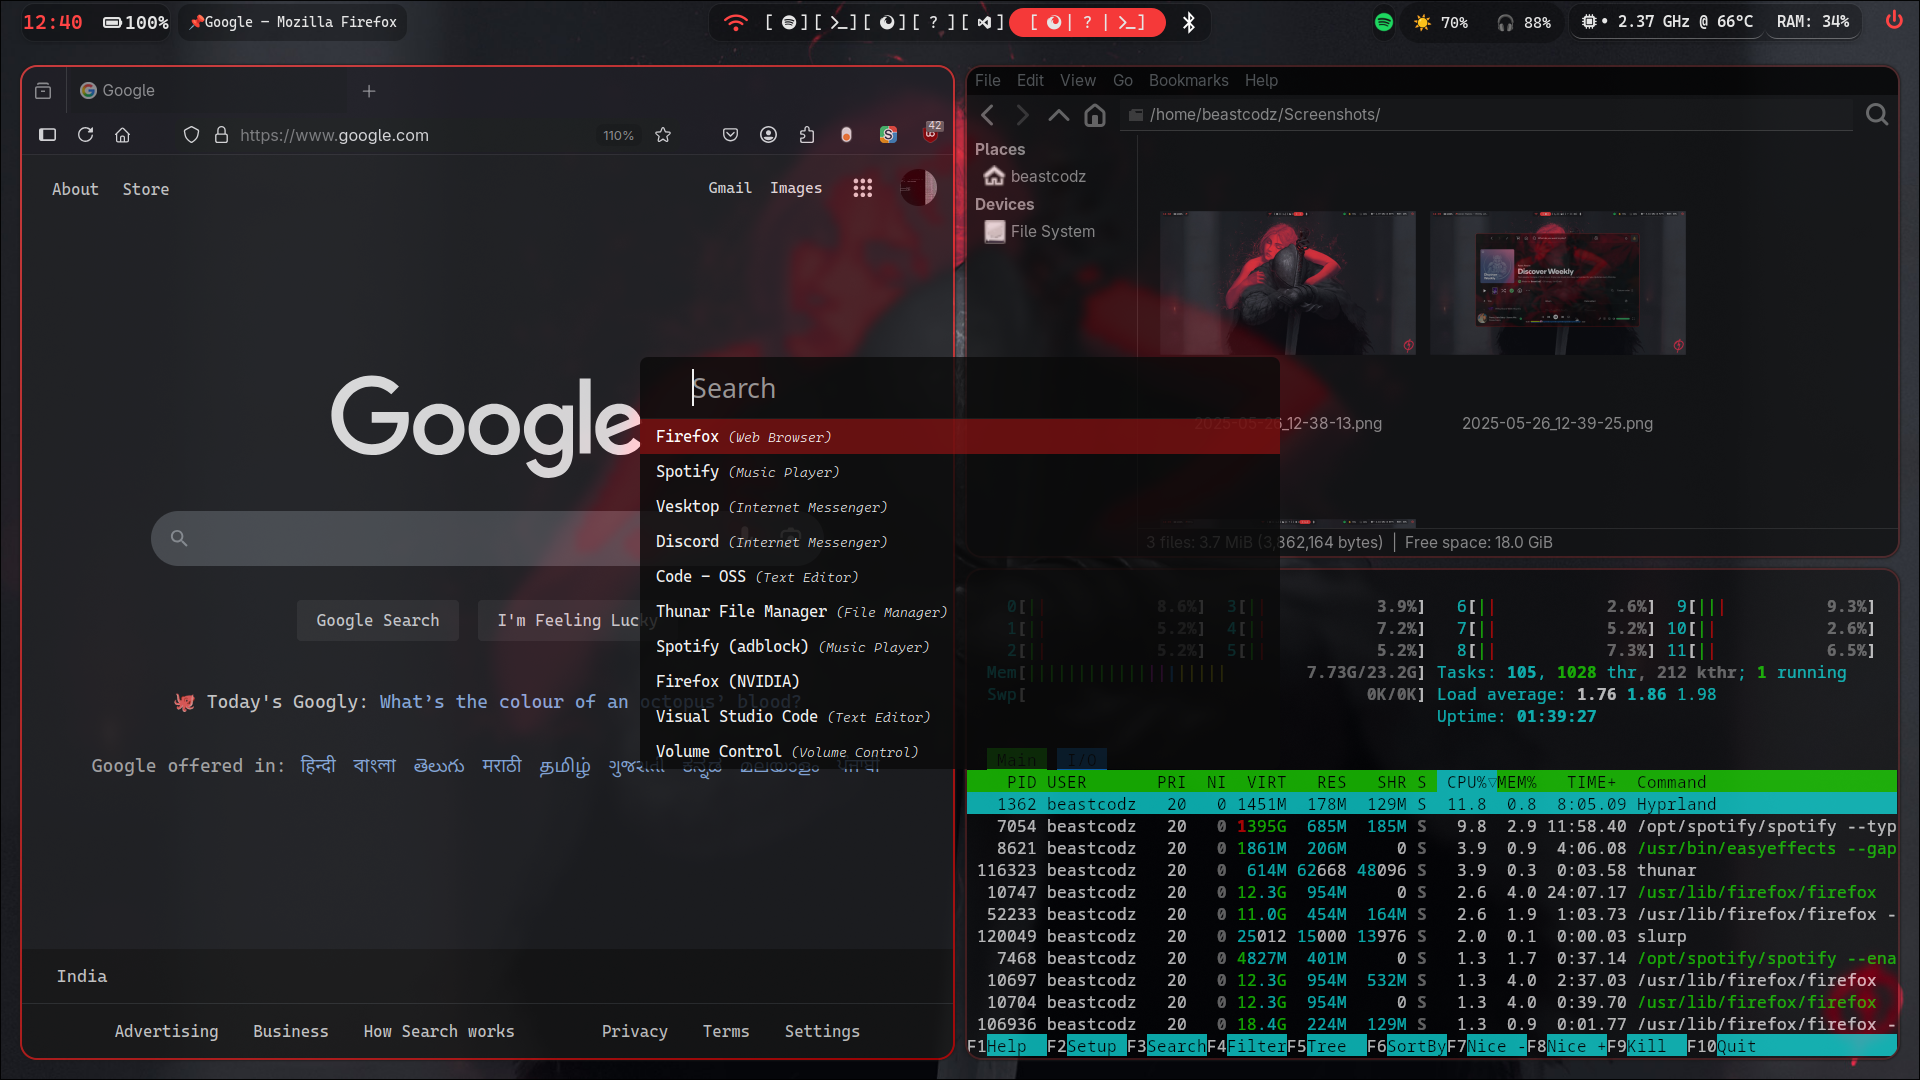 12:40 100% 📌Google — Mozilla Firefox
[ ] [ >_] [ ] [ ? ] [ ] [ | ? | >_]
70% 88% • 2.37 GHz @ 66°C RAM: 34%
Google
https://www.google.com 110% 42
About Store Gmail Images
Google
Google Search I'm Feeling Lucky
🐙 Today's Googly: What's the colour of an octopus' blood?
Google offered in: हिन्दी বাংলা తెలుగు मराठी தமிழ் ગુજરાતી ಕನ್ನಡ മലയാളം ਪੰਜਾਬੀ
India
Advertising Business How Search works Privacy Terms Settings
Search
Firefox (Web Browser)
Spotify (Music Player)
Vesktop (Internet Messenger)
Discord (Internet Messenger)
Code - OSS (Text Editor)
Thunar File Manager (File Manager)
Spotify (adblock) (Music Player)
Firefox (NVIDIA)
Visual Studio Code (Text Editor)
Volume Control (Volume Control)
File Edit View Go Bookmarks Help
/home/beastcodz/Screenshots/
Places
beastcodz
Devices
File System
Discover Weekly
2025-05-26_12-38-13.png 2025-05-26_12-39-25.png
3 files: 3.7 MiB (3,862,164 bytes) | Free space: 18.0 GiB
0[|| 8.6%] 3[|| 3.9%] 6[|| 2.6%] 9[||| 9.3%]
1[|| 5.2%] 4[|| 7.2%] 7[|| 5.2%] 10[|| 2.6%]
2[|| 5.2%] 5[|| 5.2%] 8[|| 7.3%] 11[|| 6.5%]
Mem[||||||||||||||||||||7.73G/23.2G] Tasks: 105, 1028 thr, 212 kthr; 1 running
Swp[ 0K/0K] Load average: 1.76 1.86 1.98
Uptime: 01:39:27
Main I/O
PID USER PRI NI VIRT RES SHR S CPU%▽MEM% TIME+ Command
1362 beastcodz 20 0 1451M 178M 129M S 11.8 0.8 8:05.09 Hyprland
7054 beastcodz 20 0 1395G 685M 185M S 9.8 2.9 11:58.40 /opt/spotify/spotify --typ
8621 beastcodz 20 0 1861M 206M 0 S 3.9 0.9 4:06.08 /usr/bin/easyeffects --gap
116323 beastcodz 20 0 614M 62668 48096 S 3.9 0.3 0:03.58 thunar
10747 beastcodz 20 0 12.3G 954M 0 S 2.6 4.0 24:07.17 /usr/lib/firefox/firefox
52233 beastcodz 20 0 11.0G 454M 164M S 2.6 1.9 1:03.73 /usr/lib/firefox/firefox -
120049 beastcodz 20 0 25012 15000 13976 S 2.0 0.1 0:00.03 slurp
7468 beastcodz 20 0 4827M 401M 0 S 1.3 1.7 0:37.14 /opt/spotify/spotify --ena
10697 beastcodz 20 0 12.3G 954M 532M S 1.3 4.0 2:37.03 /usr/lib/firefox/firefox
10704 beastcodz 20 0 12.3G 954M 0 S 1.3 4.0 0:39.70 /usr/lib/firefox/firefox
106936 beastcodz 20 0 18.4G 224M 129M S 1.3 0.9 0:01.77 /usr/lib/firefox/firefox -
F1Help F2Setup F3SearchF4FilterF5Tree F6SortByF7Nice -F8Nice +F9Kill F10Quit